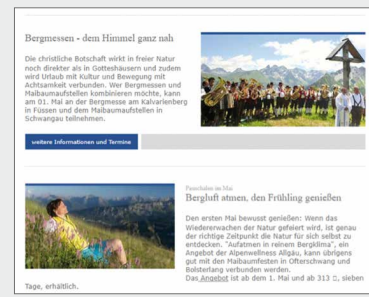 Bergmessen - dem Himmel ganz nah
Die christliche Botschaft wirkt in freier Natur
noch direkter als in Gotteshäusern und zudem
wird Urlaub mit Kultur und Bewegung mit
Achtsamkeit verbunden. Wer Bergmessen und
Maibaumaufstellen kombinieren möchte, kann
am 01. Mai an der Bergmesse am Kalvarienberg
in Füssen und dem Maibaumaufstellen in
Schwangau teilnehmen.
weitere Informationen und Termine
Pauschalen im Mai
Bergluft atmen, den Frühling genießen
Den ersten Mai bewusst genießen: Wenn das
Wiedererwachen der Natur gefeiert wird, ist genau
der richtige Zeitpunkt die Natur für sich selbst zu
entdecken. "Aufatmen in reinem Bergklima", ein
Angebot der Alpenwellness Allgäu, kann übrigens
gut mit den Maibaumfesten in Ofterschwang und
Bolsterlang verbunden werden.
Das Angebot ist ab dem 1. Mai und ab 313 , sieben
Tage, erhältlich.